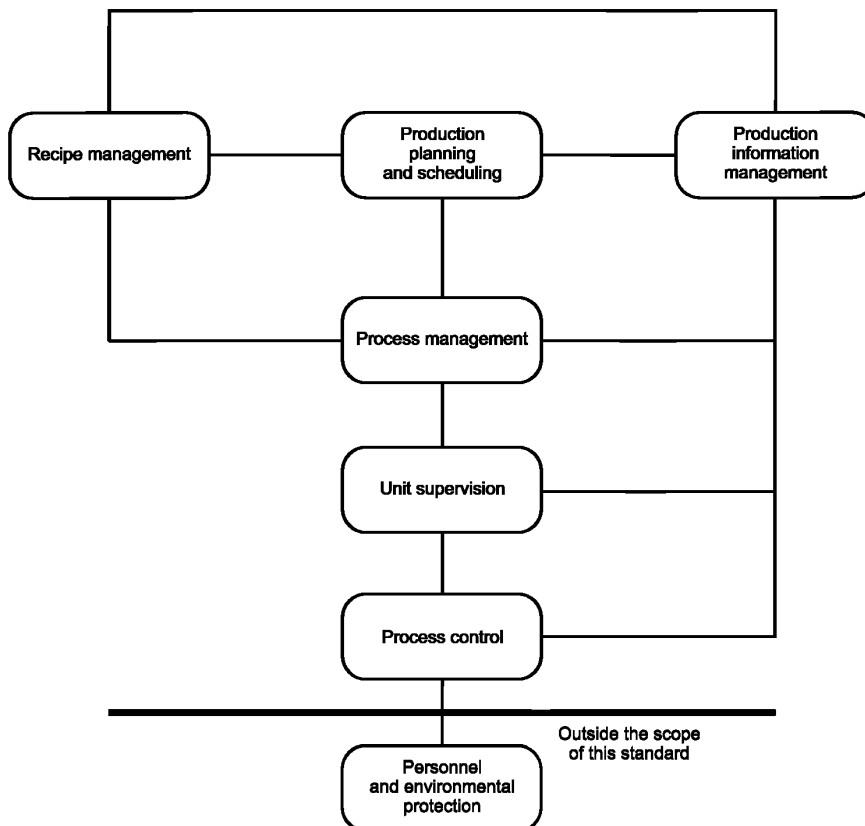 Recipe management
Production
planning
and scheduling
Production
information
management
Process management
Unit supervision
Process control
Outside the scope
of this standard
Personnel
and environmental
protection